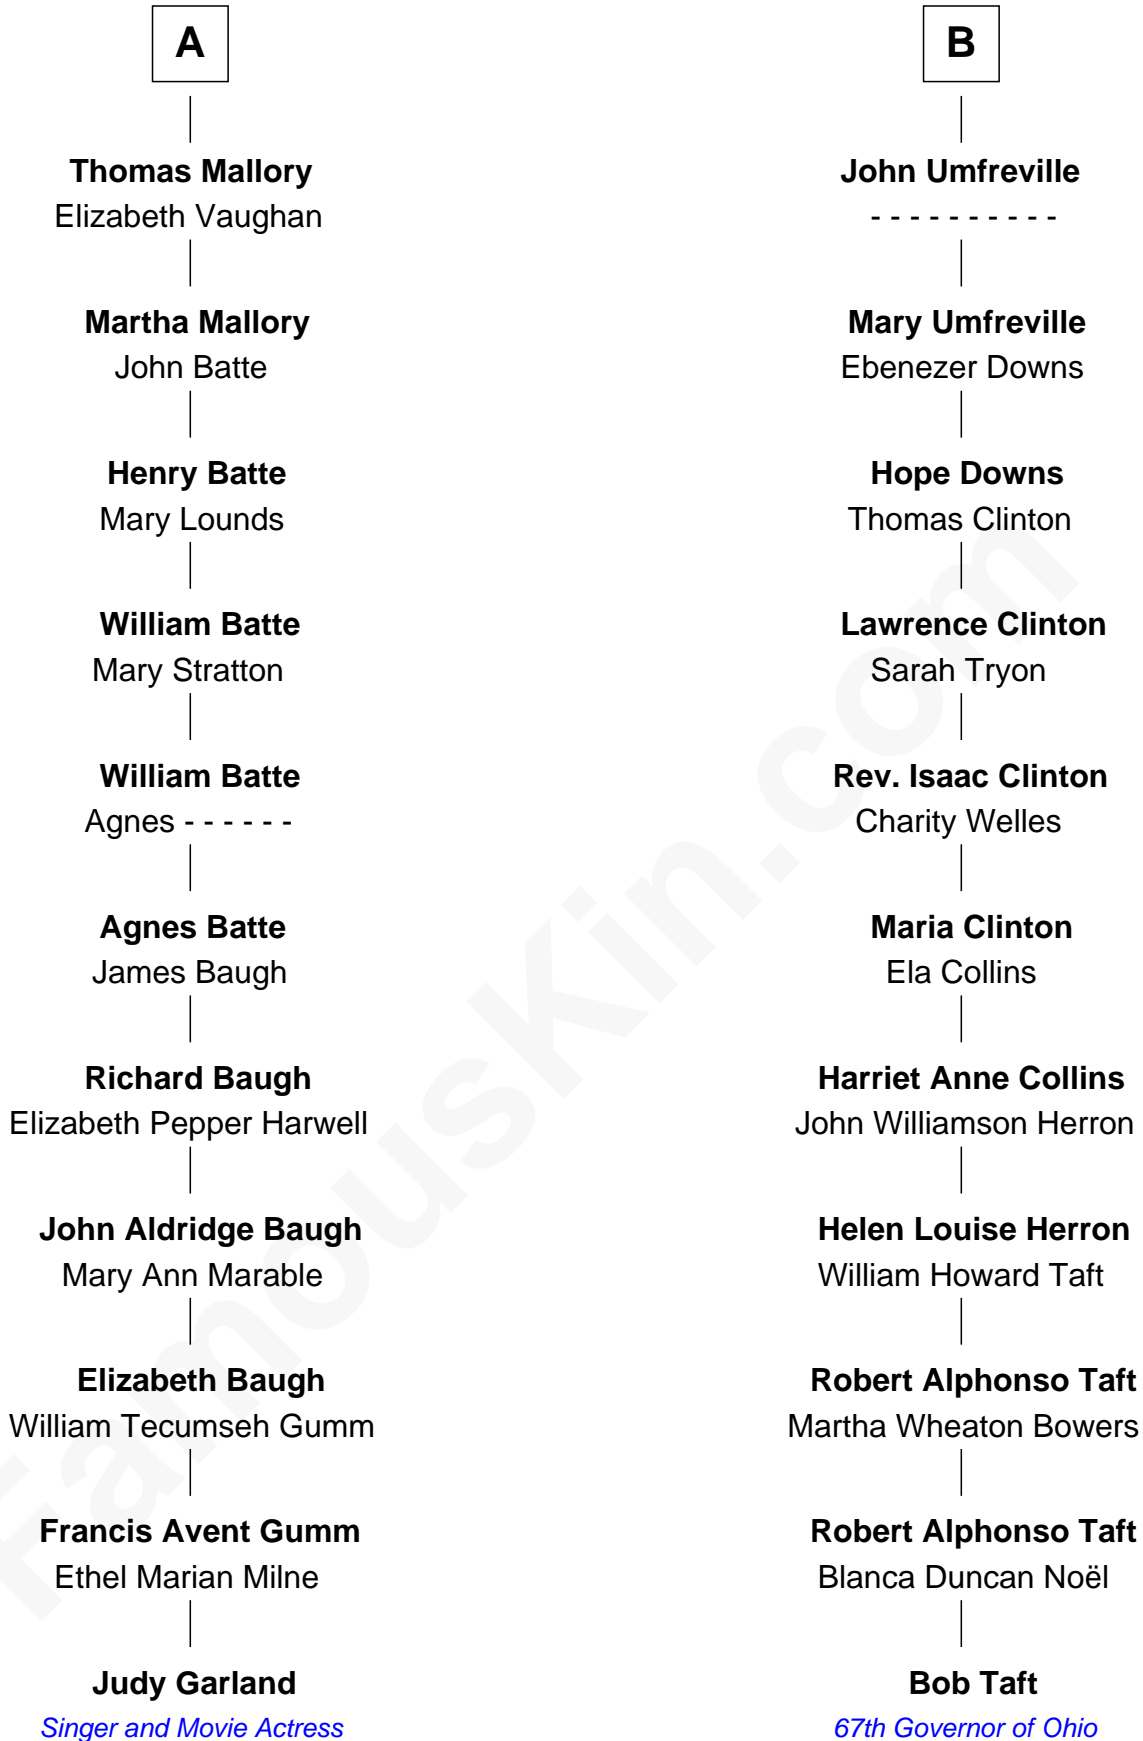 A
Thomas Mallory
Elizabeth Vaughan
Martha Mallory
John Batte
Henry Batte
Mary Lounds
William Batte
Mary Stratton
William Batte
Agnes - - - - - -
Agnes Batte
James Baugh
Richard Baugh
Elizabeth Pepper Harwell
John Aldridge Baugh
Mary Ann Marable
Elizabeth Baugh
William Tecumseh Gumm
Francis Avent Gumm
Ethel Marian Milne
Judy Garland
Singer and Movie Actress
B
John Umfreville
- - - - - - - - - -
Mary Umfreville
Ebenezer Downs
Hope Downs
Thomas Clinton
Lawrence Clinton
Sarah Tryon
Rev. Isaac Clinton
Charity Welles
Maria Clinton
Ela Collins
Harriet Anne Collins
John Williamson Herron
Helen Louise Herron
William Howard Taft
Robert Alphonso Taft
Martha Wheaton Bowers
Robert Alphonso Taft
Blanca Duncan Noël
Bob Taft
67th Governor of Ohio
FamousKin.com